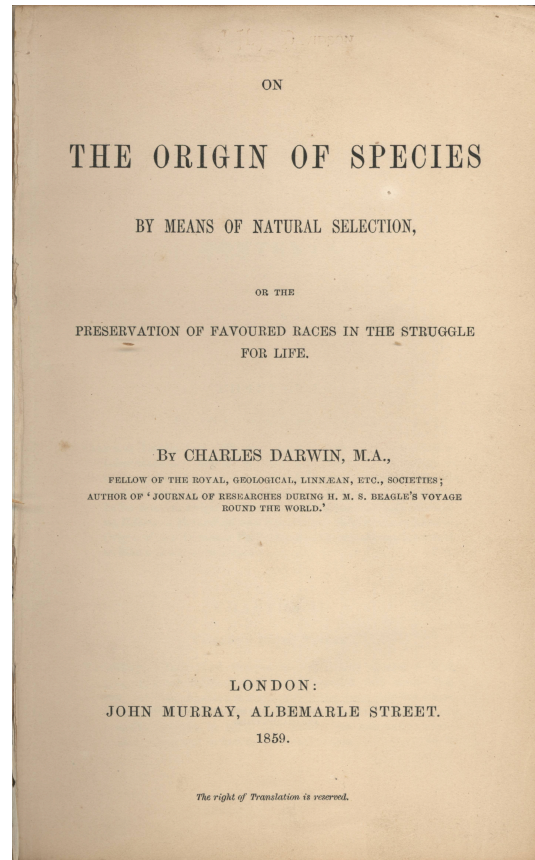 ON
THE ORIGIN OF SPECIES
BY MEANS OF NATURAL SELECTION,
OR THE
PRESERVATION OF FAVOURED RACES IN THE STRUGGLE
FOR LIFE.
By CHARLES DARWIN, M.A.,
FELLOW OF THE ROYAL, GEOLOGICAL, LINNÆAN, ETC., SOCIETIES;
AUTHOR OF ‘JOURNAL OF RESEARCHES DURING H. M. S. BEAGLE’S VOYAGE
ROUND THE WORLD.’
LONDON:
JOHN MURRAY, ALBEMARLE STREET.
1859.
The right of Translation is reserved.